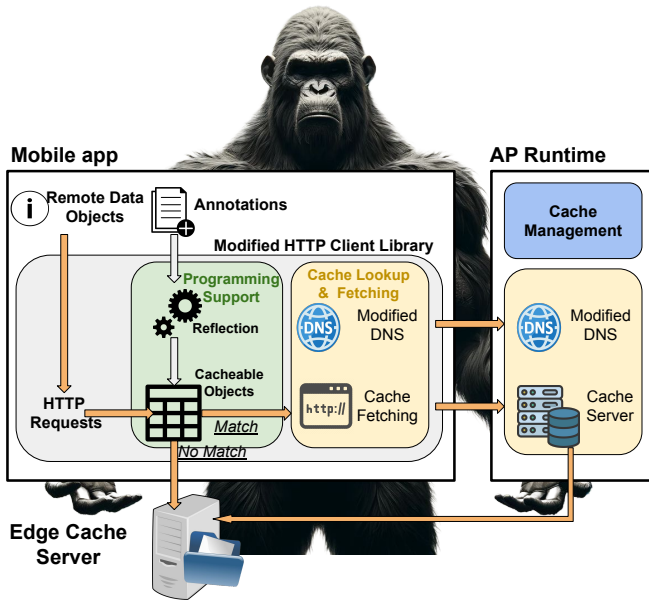 Mobile app
AP Runtime
i
Remote Data
Objects
Annotations
Cache
Management
Modified HTTP Client Library
Programming
Support
Cache Lookup
& Fetching
DNS
Modified
DNS
DNS
Modified
DNS
Reflection
Cacheable
Objects
HTTP
Requests
http://
Cache
Fetching
Cache
Server
Match
No Match
Edge Cache
Server